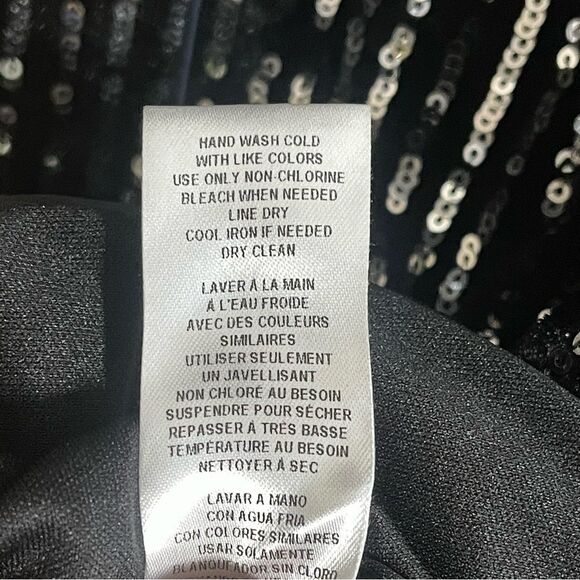 HAND WASH COLD
WITH LIKE COLORS
USE ONLY NON-CHLORINE
BLEACH WHEN NEEDED
LINE DRY
COOL IRON IF NEEDED
DRY CLEAN
LAVER À LA MAIN
À L'EAU FROIDE
AVEC DES COULEURS
SIMILAIRES
UTILISER SEULEMENT
UN JAVELLISANT
NON CHLORÉ AU BESOIN
SUSPENDRE POUR SÉCHER
REPASSER À TRÈS BASSE
TEMPÉRATURE AU BESOIN
NETTOYER À SEC
LAVAR A MANO
CON AGUA FRIA
CON COLORES SIMILARES
USAR SOLAMENTE
BLANQUEADOR SIN CLORO